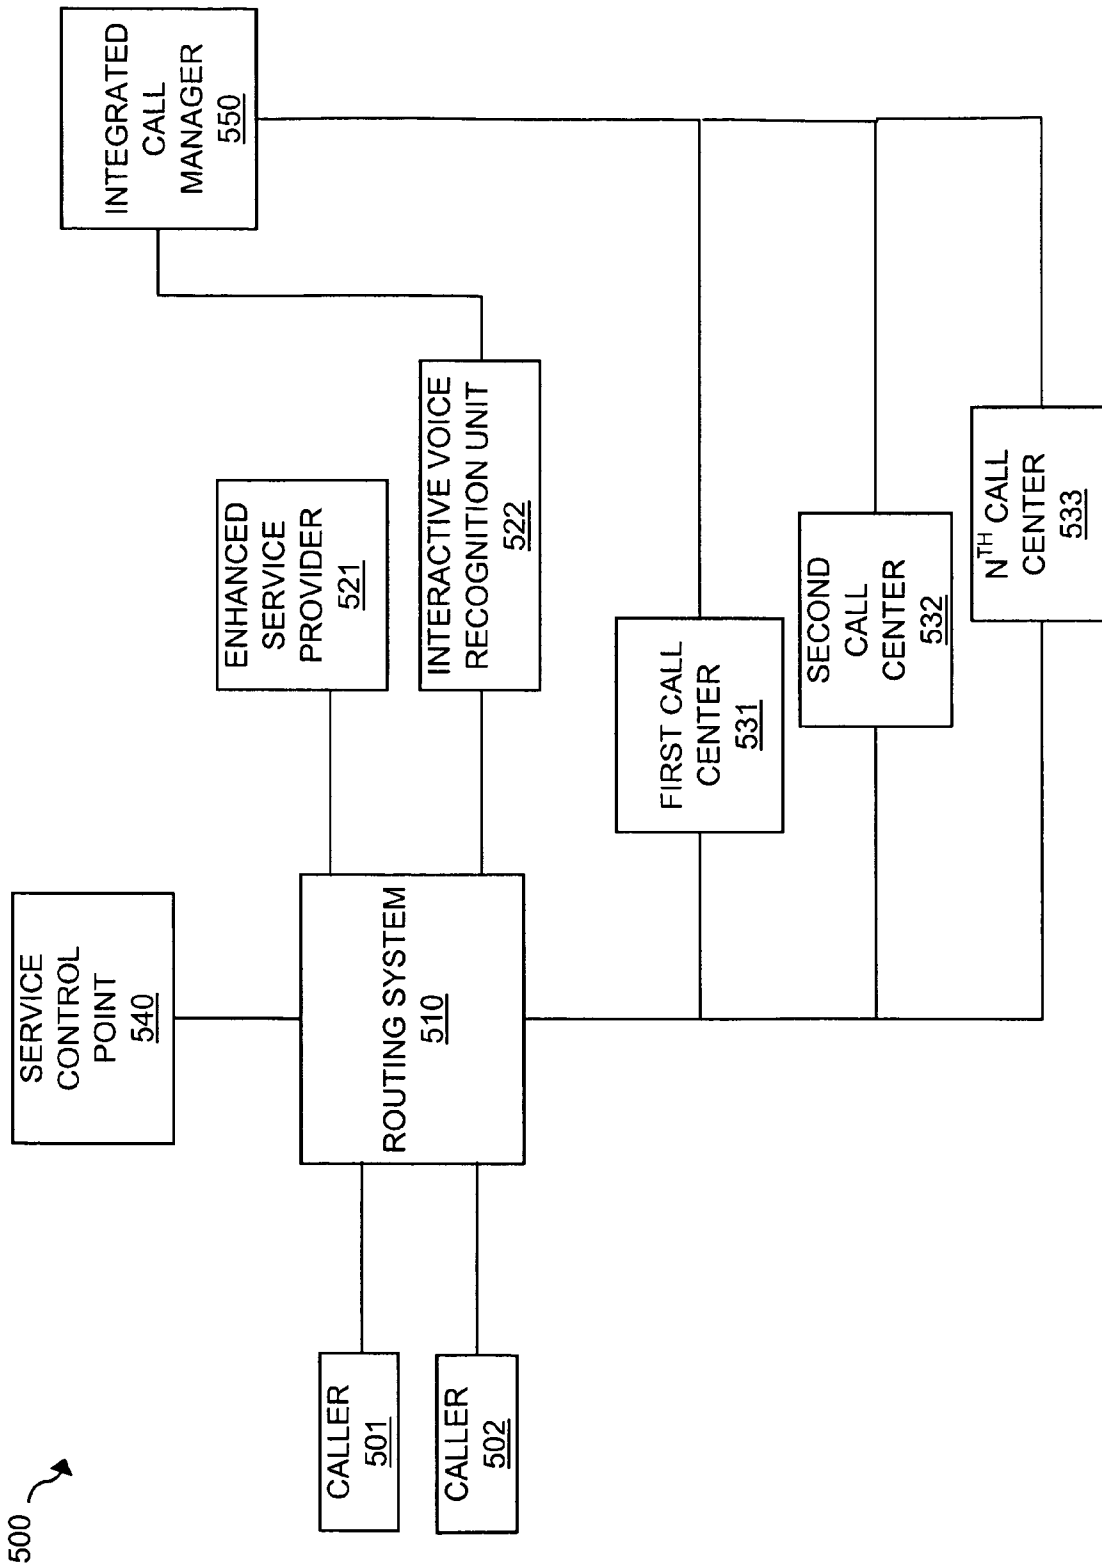 500
SERVICE
CONTROL
POINT
540
INTEGRATED
CALL
MANAGER
550
ENHANCED
SERVICE
PROVIDER
521
CALLER
501
ROUTING SYSTEM
510
INTERACTIVE VOICE
RECOGNITION UNIT
522
CALLER
502
FIRST CALL
CENTER
531
SECOND
CALL
CENTER
532
NTH CALL
CENTER
533